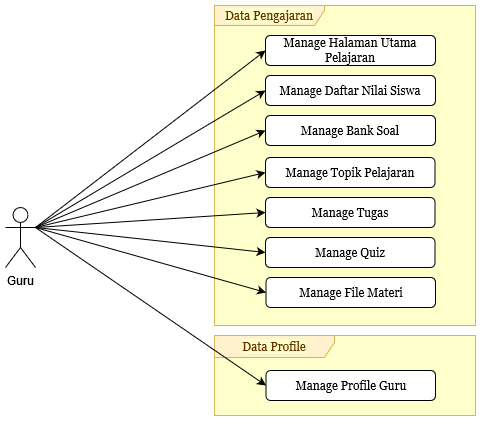 Data Pengajaran
Manage Halaman Utama
Pelajaran
Manage Daftar Nilai Siswa
Manage Bank Soal
Manage Topik Pelajaran
Manage Tugas
Manage Quiz
Manage File Materi
Guru
Data Profile
Manage Profile Guru